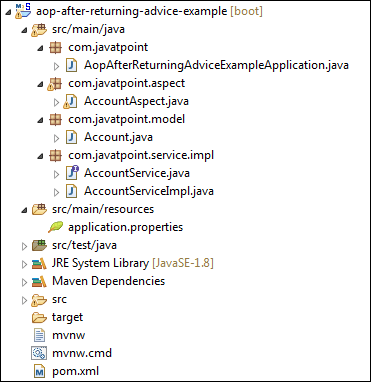 aop-after-returning-advice-example [boot]
src/main/java
com.javatpoint
AopAfterReturningAdviceExampleApplication.java
com.javatpoint.aspect
AccountAspect.java
com.javatpoint.model
Account.java
com.javatpoint.service.impl
AccountService.java
AccountServiceImpl.java
src/main/resources
application.properties
src/test/java
JRE System Library [JavaSE-1.8]
Maven Dependencies
src
target
mvnw
mvnw.cmd
pom.xml